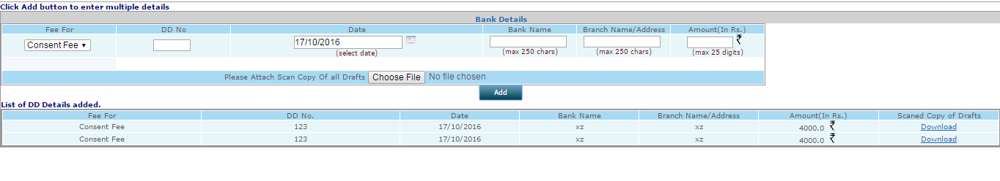 Click Add button to enter multiple details
Bank Details
Fee For DD No Date Bank Name Branch Name/Address Amount(In Rs.)
Consent Fee ▾ 17/10/2016 ₹
(select date) (max 250 chars) (max 250 chars) (max 25 digits)
Please Attach Scan Copy Of all Drafts Choose File No file chosen
Add
List of DD Details added.
Fee For DD No. Date Bank Name Branch Name/Address Amount(In Rs.) Scaned Copy of Drafts
Consent Fee 123 17/10/2016 xz xz 4000.0 ₹ Download
Consent Fee 123 17/10/2016 xz xz 4000.0 ₹ Download